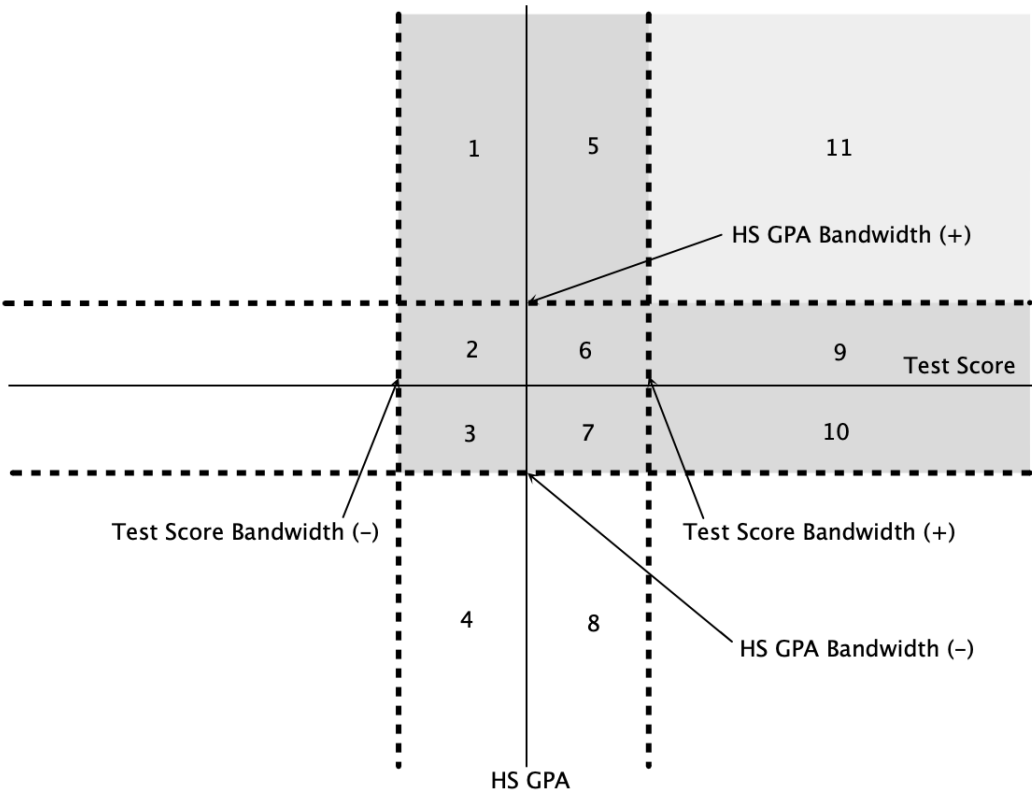 1
5
11
HS GPA Bandwidth (+)
2
6
9
Test Score
3
7
10
Test Score Bandwidth (–)
Test Score Bandwidth (+)
4
8
HS GPA Bandwidth (–)
HS GPA